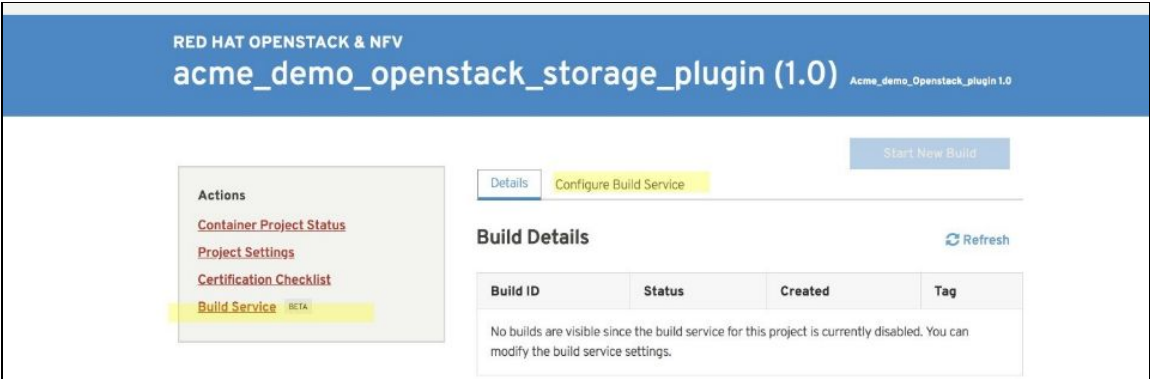 RED HAT OPENSTACK & NFV
acme_demo_openstack_storage_plugin (1.0) Acme_demo_Openstack_plugin 1.0
Start New Build
Actions
Container Project Status
Project Settings
Certification Checklist
Build Service BETA
Details Configure Build Service
Build Details
Refresh
Build ID Status Created Tag
No builds are visible since the build service for this project is currently disabled. You can
modify the build service settings.